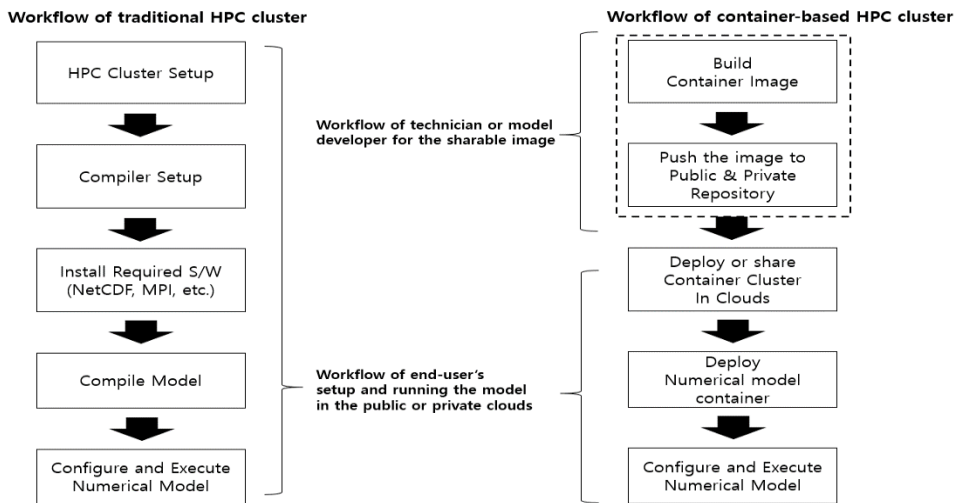 Workflow of traditional HPC cluster
HPC Cluster Setup
Compiler Setup
Install Required S/W
(NetCDF, MPI, etc.)
Compile Model
Configure and Execute
Numerical Model
Workflow of technician or model
developer for the sharable image
Workflow of end-user's
setup and running the model
in the public or private clouds
Workflow of container-based HPC cluster
Build
Container Image
Push the image to
Public & Private
Repository
Deploy or share
Container Cluster
In Clouds
Deploy
Numerical model
container
Configure and Execute
Numerical Model